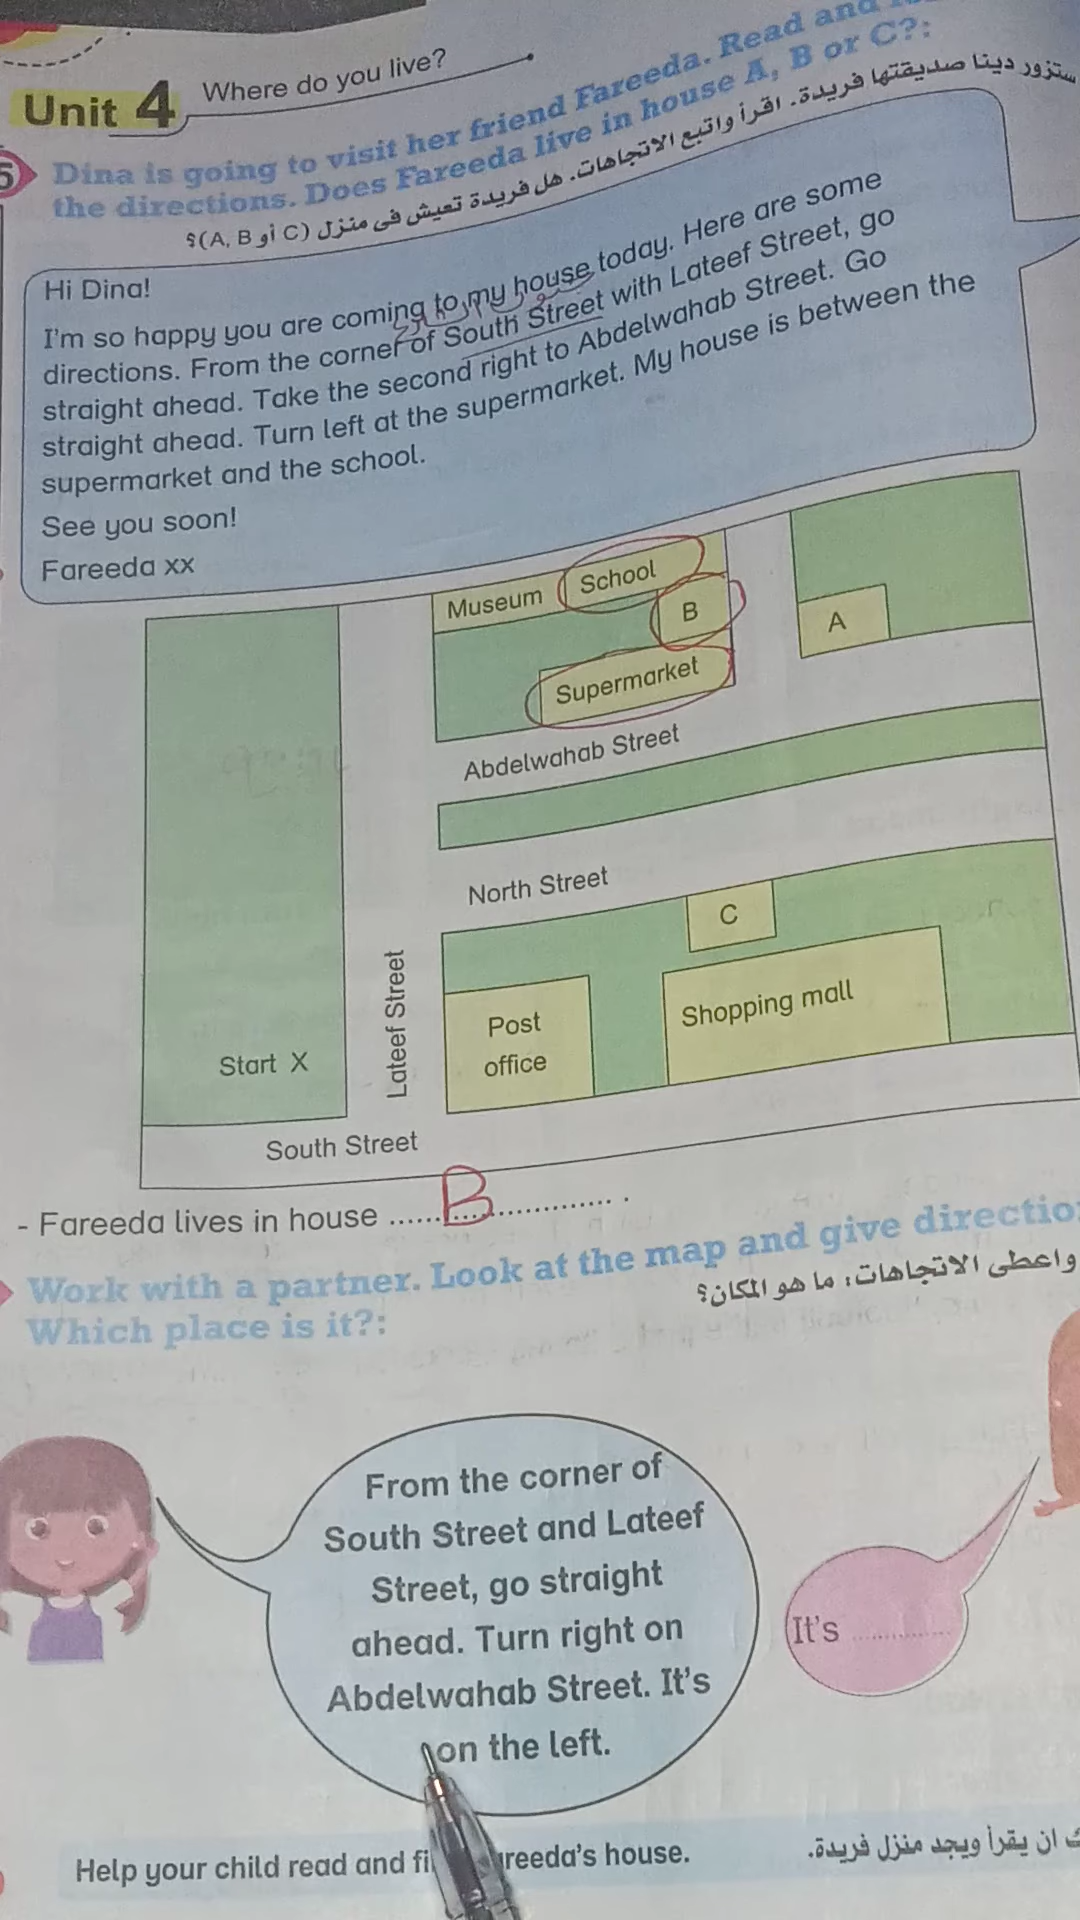 Unit 4 Where do you live?
5 Dina is going to visit her friend Fareeda. Read and
the directions. Does Fareeda live in house A, B or C?:
ستزور دينا صديقتها فريدة. اقرأ واتبع الاتجاهات. هل فريدة تعيش فى منزل (A, B أو C)؟
Hi Dina!
I'm so happy you are coming to my house today. Here are some
directions. From the corner of South Street with Lateef Street, go
straight ahead. Take the second right to Abdelwahab Street. Go
straight ahead. Turn left at the supermarket. My house is between the
supermarket and the school.
See you soon!
Fareeda xx
Museum
School
B
A
Supermarket
Abdelwahab Street
North Street
C
Lateef Street
Post
office
Shopping mall
Start X
South Street
- Fareeda lives in house ......B.................. .
Work with a partner. Look at the map and give directio
Which place is it?:
واعطى الاتجاهات، ما هو المكان؟
From the corner of
South Street and Lateef
Street, go straight
ahead. Turn right on
Abdelwahab Street. It's
on the left.
It's ...............
Help your child read and fi reeda's house.
ان يقرأ ويجد منزل فريدة.